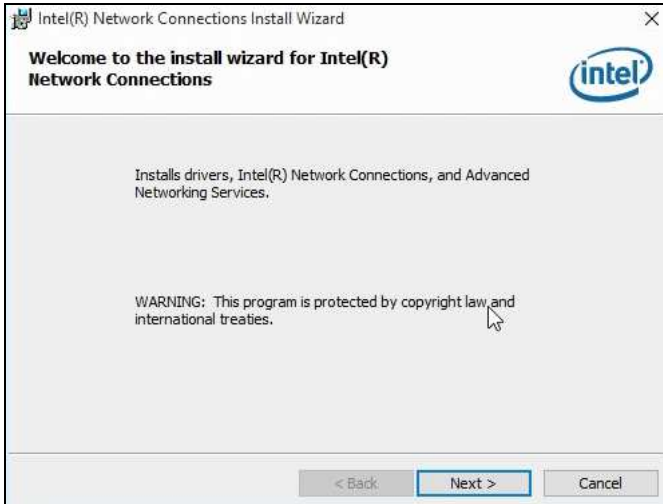 Intel(R) Network Connections Install Wizard
Welcome to the install wizard for Intel(R)
Network Connections
intel
Installs drivers, Intel(R) Network Connections, and Advanced
Networking Services.
WARNING: This program is protected by copyright law and
international treaties.
< Back
Next >
Cancel